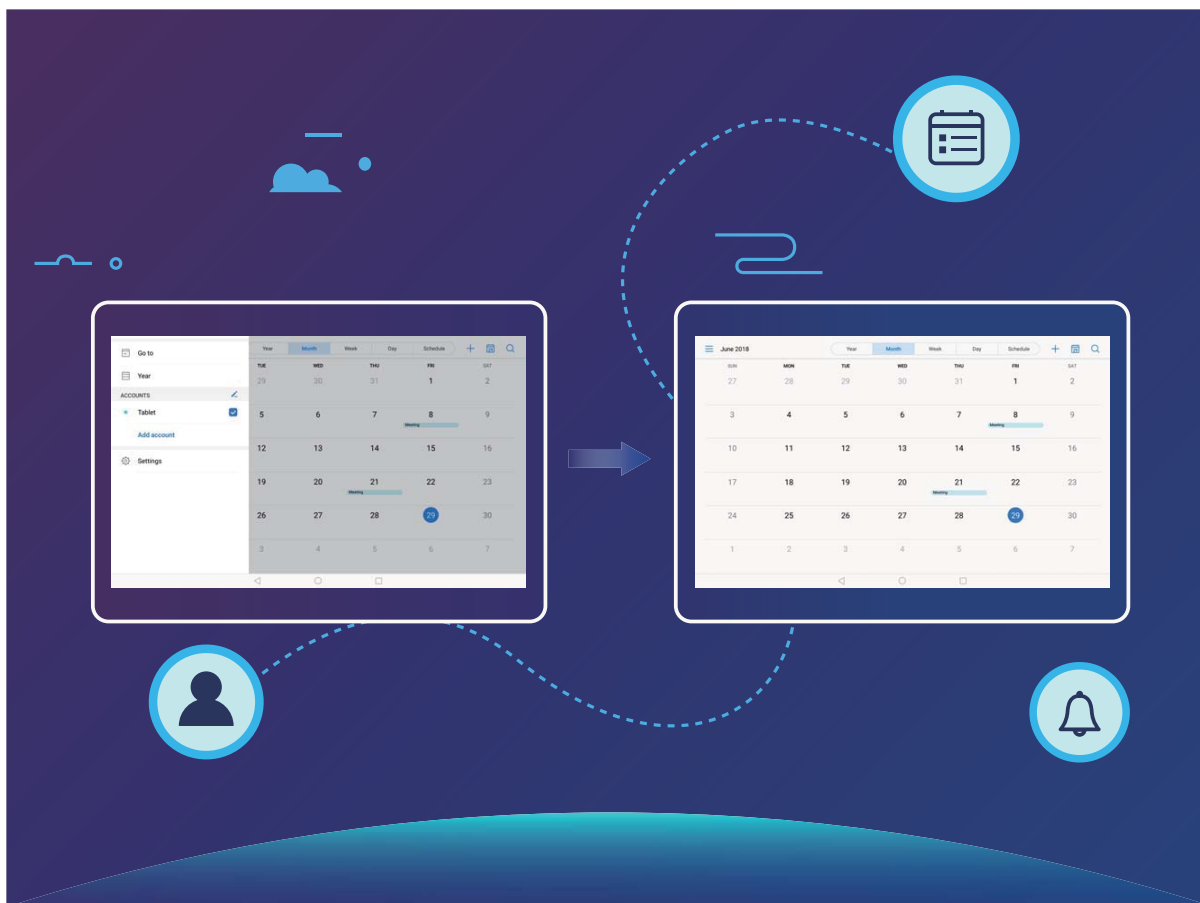 Go to
Year
ACCOUNTS
Tablet
Add account
Settings
Year Month Week Day Schedule
TUE WED THU FRI SAT
29 30 31 1 2
5 6 7 8 9
Meeting
12 13 14 15 16
19 20 21 22 23
Meeting
26 27 28 29 30
3 4 5 6 7
June 2018 Year Month Week Day Schedule
SUN MON TUE WED THU FRI SAT
27 28 29 30 31 1 2
3 4 5 6 7 8 9
Meeting
10 11 12 13 14 15 16
17 18 19 20 21 22 23
Meeting
24 25 26 27 28 29 30
1 2 3 4 5 6 7